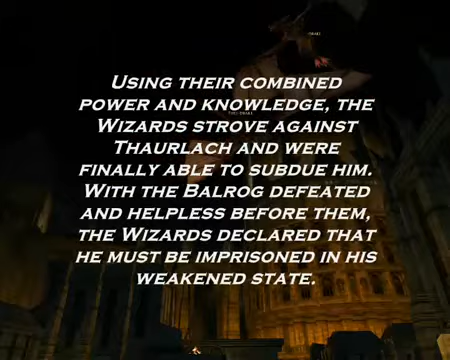 Using their combined
power and knowledge, the
Wizards strove against
Thaurlach and were
finally able to subdue him.
With the Balrog defeated
and helpless before them,
the Wizards declared that
he must be imprisoned in his
weakened state.